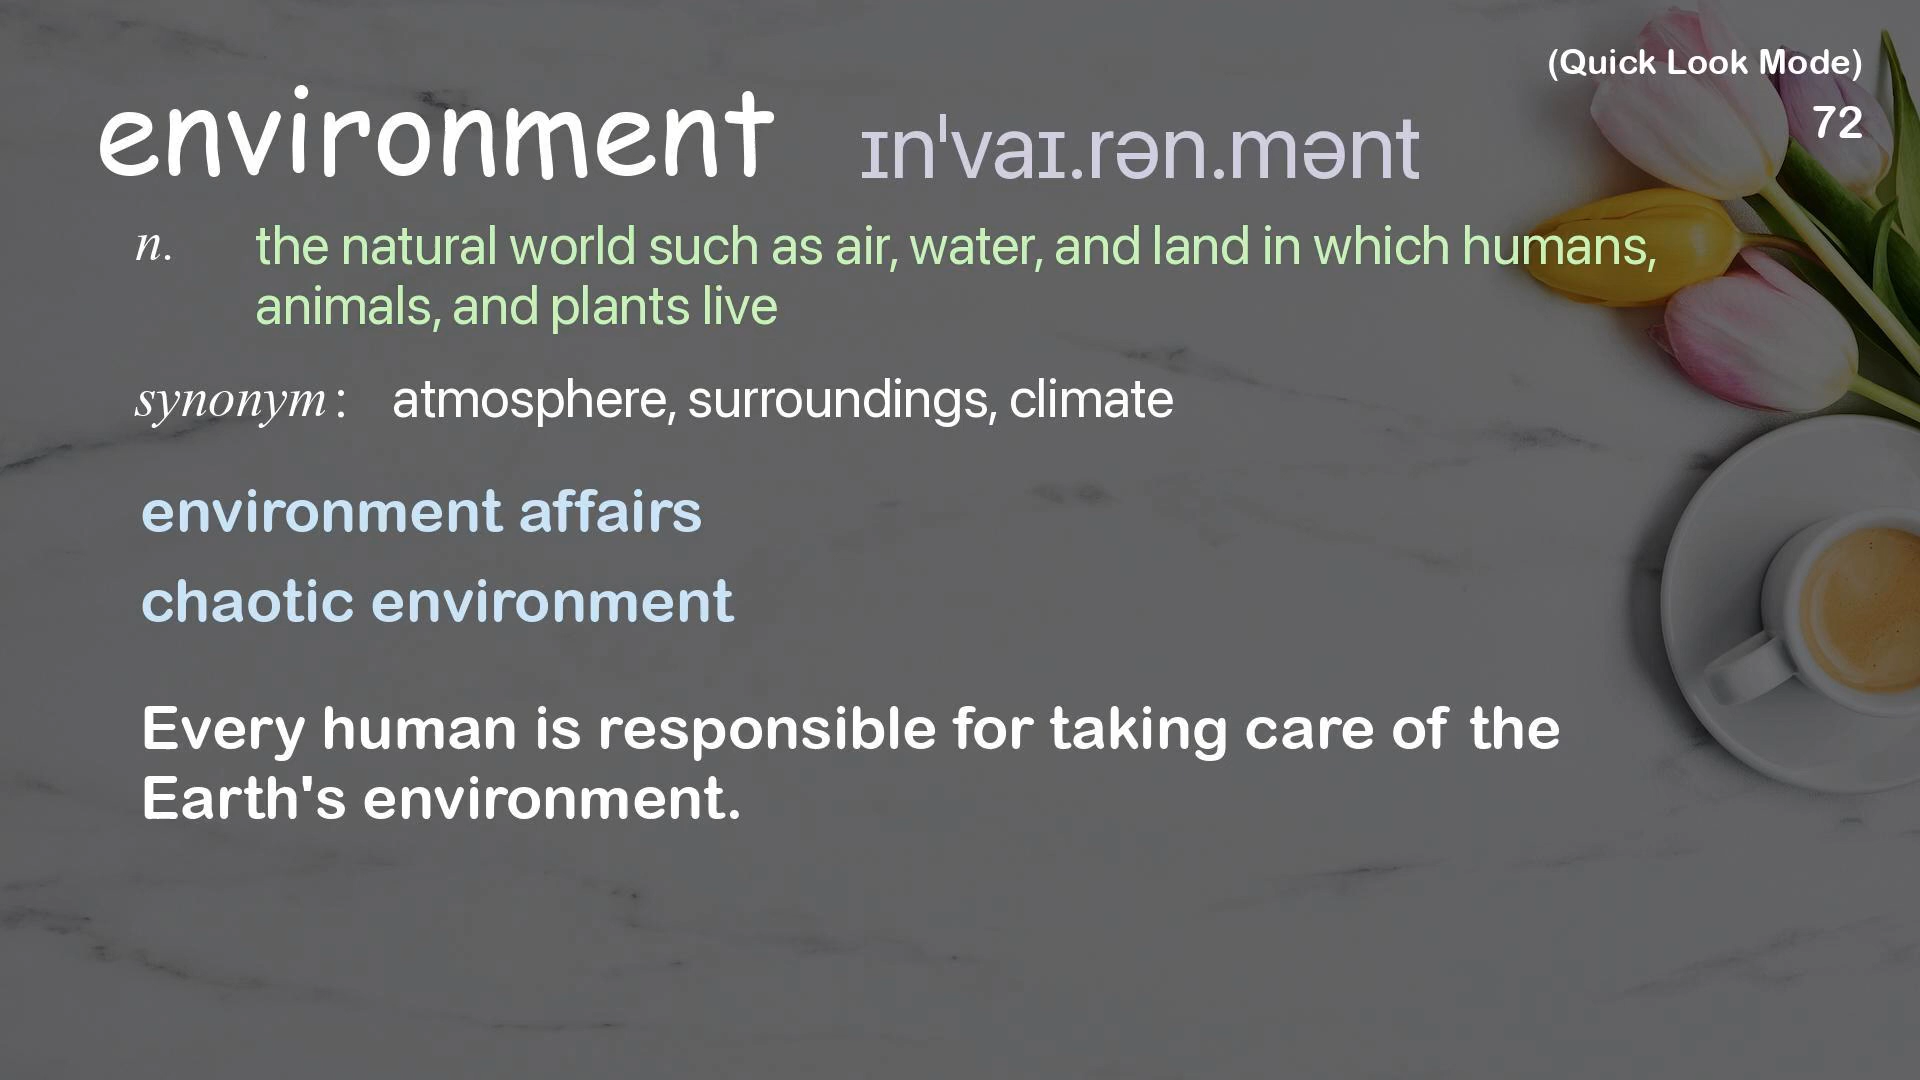 (Quick Look Mode)
environment ɪnˈvaɪ.rən.mənt 72
n. the natural world such as air, water, and land in which humans,
animals, and plants live
synonym: atmosphere, surroundings, climate
environment affairs
chaotic environment
Every human is responsible for taking care of the
Earth's environment.